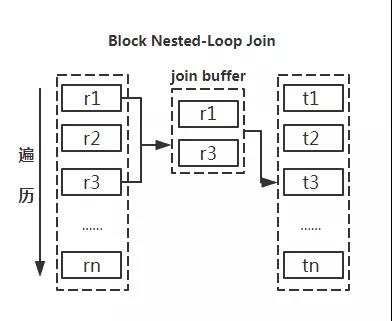 Block Nested-Loop Join
join buffer
遍
历
r1
r2
r3
......
rn
r1
r3
t1
t2
t3
......
tn